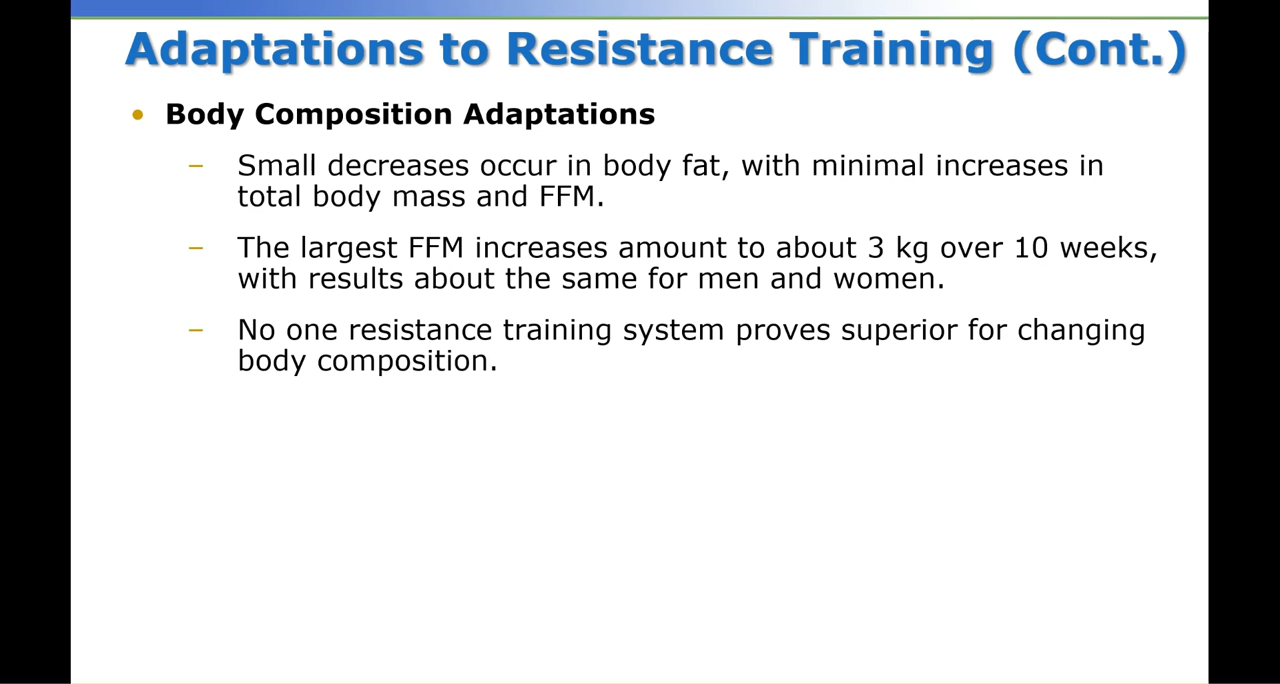 Adaptations to Resistance Training (Cont.)
• Body Composition Adaptations
– Small decreases occur in body fat, with minimal increases in
total body mass and FFM.
– The largest FFM increases amount to about 3 kg over 10 weeks,
with results about the same for men and women.
– No one resistance training system proves superior for changing
body composition.